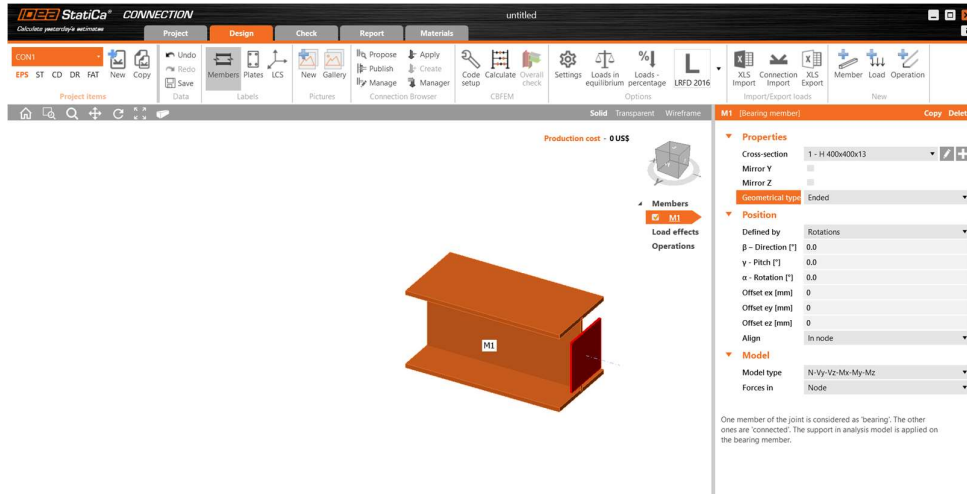 IDEA StatiCa® CONNECTION
untitled
Calculate yesterday's estimates
Project Design Check Report Materials
CON1
EPS ST CD DR FAT
New Copy
Project items
Undo
Redo
Save
Data
Members Plates LCS
Labels
New Gallery
Pictures
Propose Apply
Publish Create
Manage Manager
Connection Browser
Code setup Calculate Overall check
CBFEM
Settings Loads in equilibrium Loads - percentage
L
LRFD 2016
Options
XLS Import Connection Import XLS Export
Import/Export loads
Member Load Operation
New
Solid Transparent Wireframe
Production cost - 0 US$
Members
M1
Load effects
Operations
M1
M1 [Bearing member] Copy Delet
Properties
Cross-section 1 - H 400x400x13
Mirror Y
Mirror Z
Geometrical type Ended
Position
Defined by Rotations
β – Direction [°] 0.0
γ - Pitch [°] 0.0
α - Rotation [°] 0.0
Offset ex [mm] 0
Offset ey [mm] 0
Offset ez [mm] 0
Align In node
Model
Model type N-Vy-Vz-Mx-My-Mz
Forces in Node
One member of the joint is considered as 'bearing'. The other
ones are 'connected'. The support in analysis model is applied on
the bearing member.